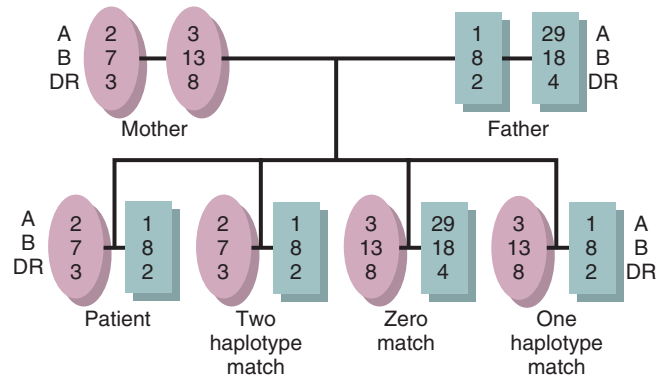 A 2 3 1 29 A
B 7 13 8 18 B
DR 3 8 2 4 DR
Mother Father
A 2 1 2 1 3 29 3 1 A
B 7 8 7 8 13 18 13 8 B
DR 3 2 3 2 8 4 8 2 DR
Patient Two Zero One
haplotype match haplotype
match match